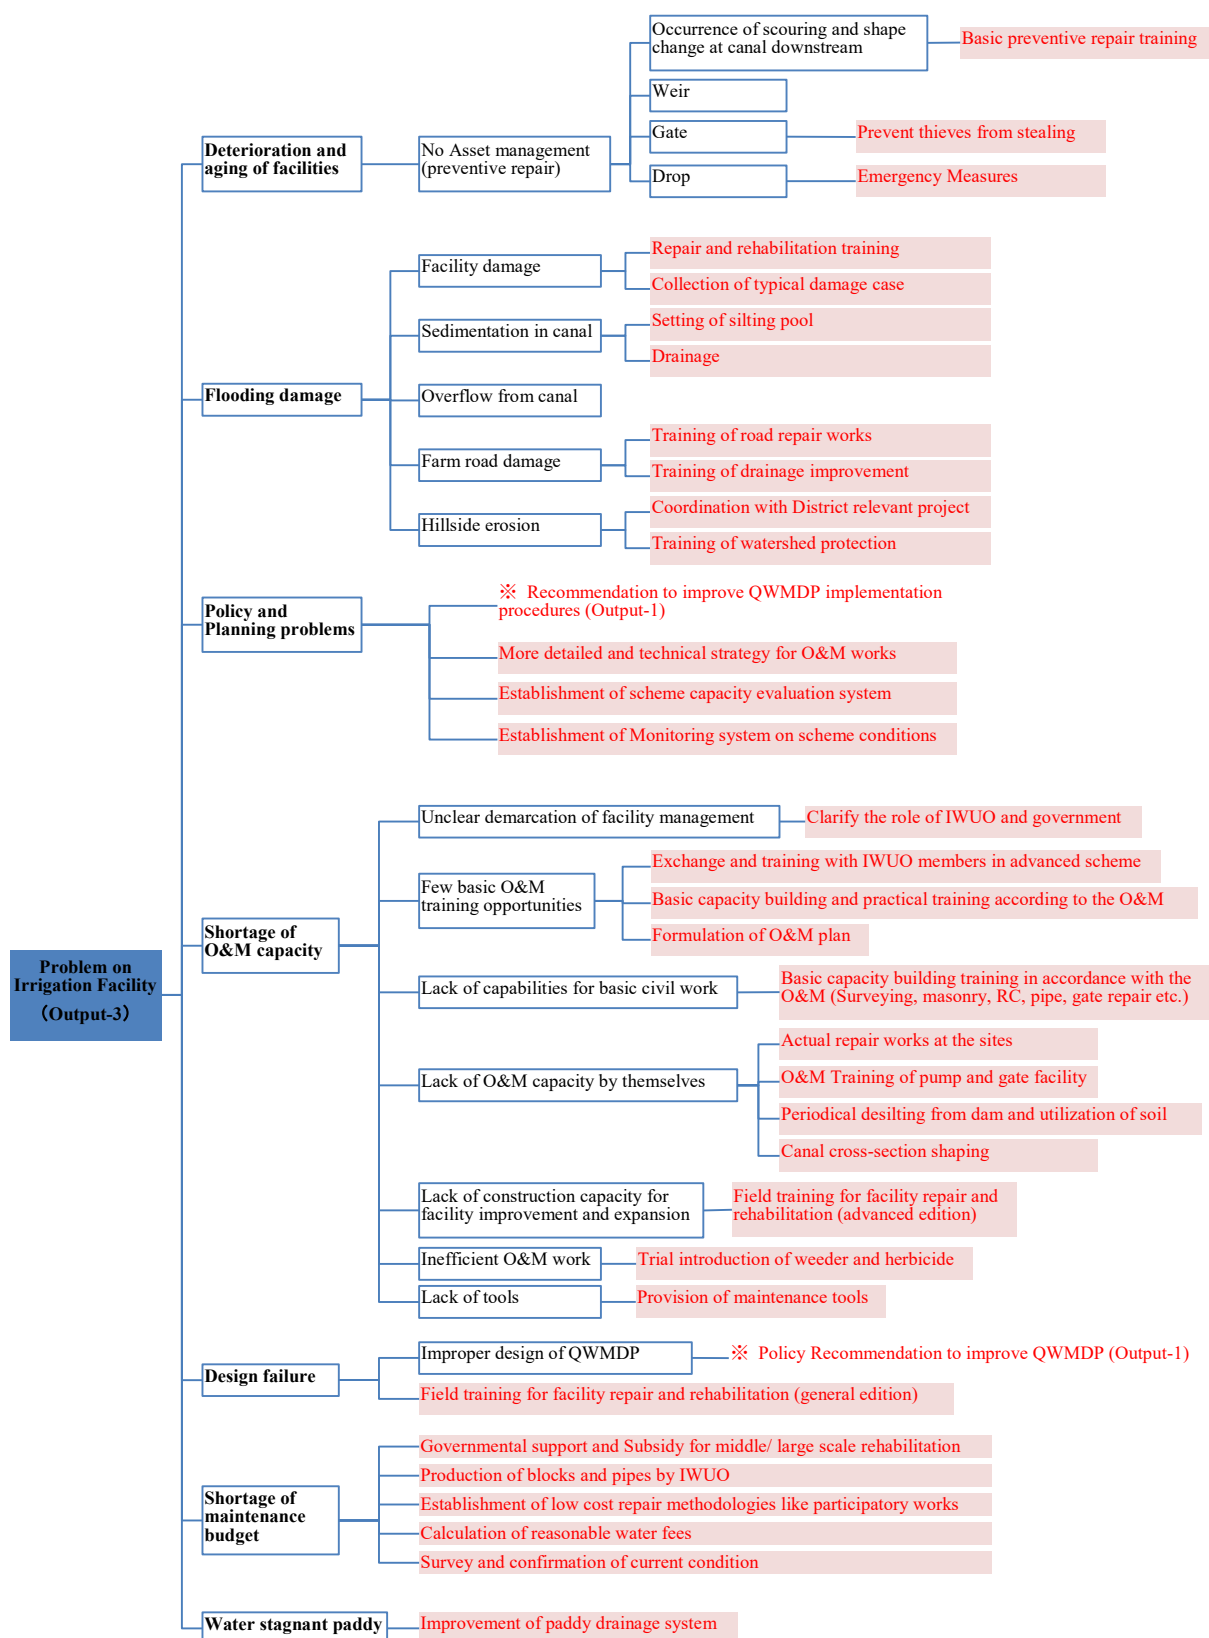 Occurrence of scouring and shape
change at canal downstream
Basic preventive repair training
Weir
Deterioration and
aging of facilities
No Asset management
(preventive repair)
Gate
Prevent thieves from stealing
Drop
Emergency Measures
Flooding damage
Facility damage
Repair and rehabilitation training
Collection of typical damage case
Sedimentation in canal
Setting of silting pool
Drainage
Overflow from canal
Farm road damage
Training of road repair works
Training of drainage improvement
Hillside erosion
Coordination with District relevant project
Training of watershed protection
Policy and
Planning problems
※ Recommendation to improve QWMDP implementation
procedures (Output-1)
More detailed and technical strategy for O&M works
Establishment of scheme capacity evaluation system
Establishment of Monitoring system on scheme conditions
Problem on
Irrigation Facility
（Output-3）
Shortage of
O&M capacity
Unclear demarcation of facility management
Clarify the role of IWUO and government
Few basic O&M
training opportunities
Exchange and training with IWUO members in advanced scheme
Basic capacity building and practical training according to the O&M
Formulation of O&M plan
Lack of capabilities for basic civil work
Basic capacity building training in accordance with the
O&M (Surveying, masonry, RC, pipe, gate repair etc.)
Lack of O&M capacity by themselves
Actual repair works at the sites
O&M Training of pump and gate facility
Periodical desilting from dam and utilization of soil
Canal cross-section shaping
Lack of construction capacity for
facility improvement and expansion
Field training for facility repair and
rehabilitation (advanced edition)
Inefficient O&M work
Trial introduction of weeder and herbicide
Lack of tools
Provision of maintenance tools
Design failure
Improper design of QWMDP
※ Policy Recommendation to improve QWMDP (Output-1)
Field training for facility repair and rehabilitation (general edition)
Shortage of
maintenance
budget
Governmental support and Subsidy for middle/ large scale rehabilitation
Production of blocks and pipes by IWUO
Establishment of low cost repair methodologies like participatory works
Calculation of reasonable water fees
Survey and confirmation of current condition
Water stagnant paddy
Improvement of paddy drainage system